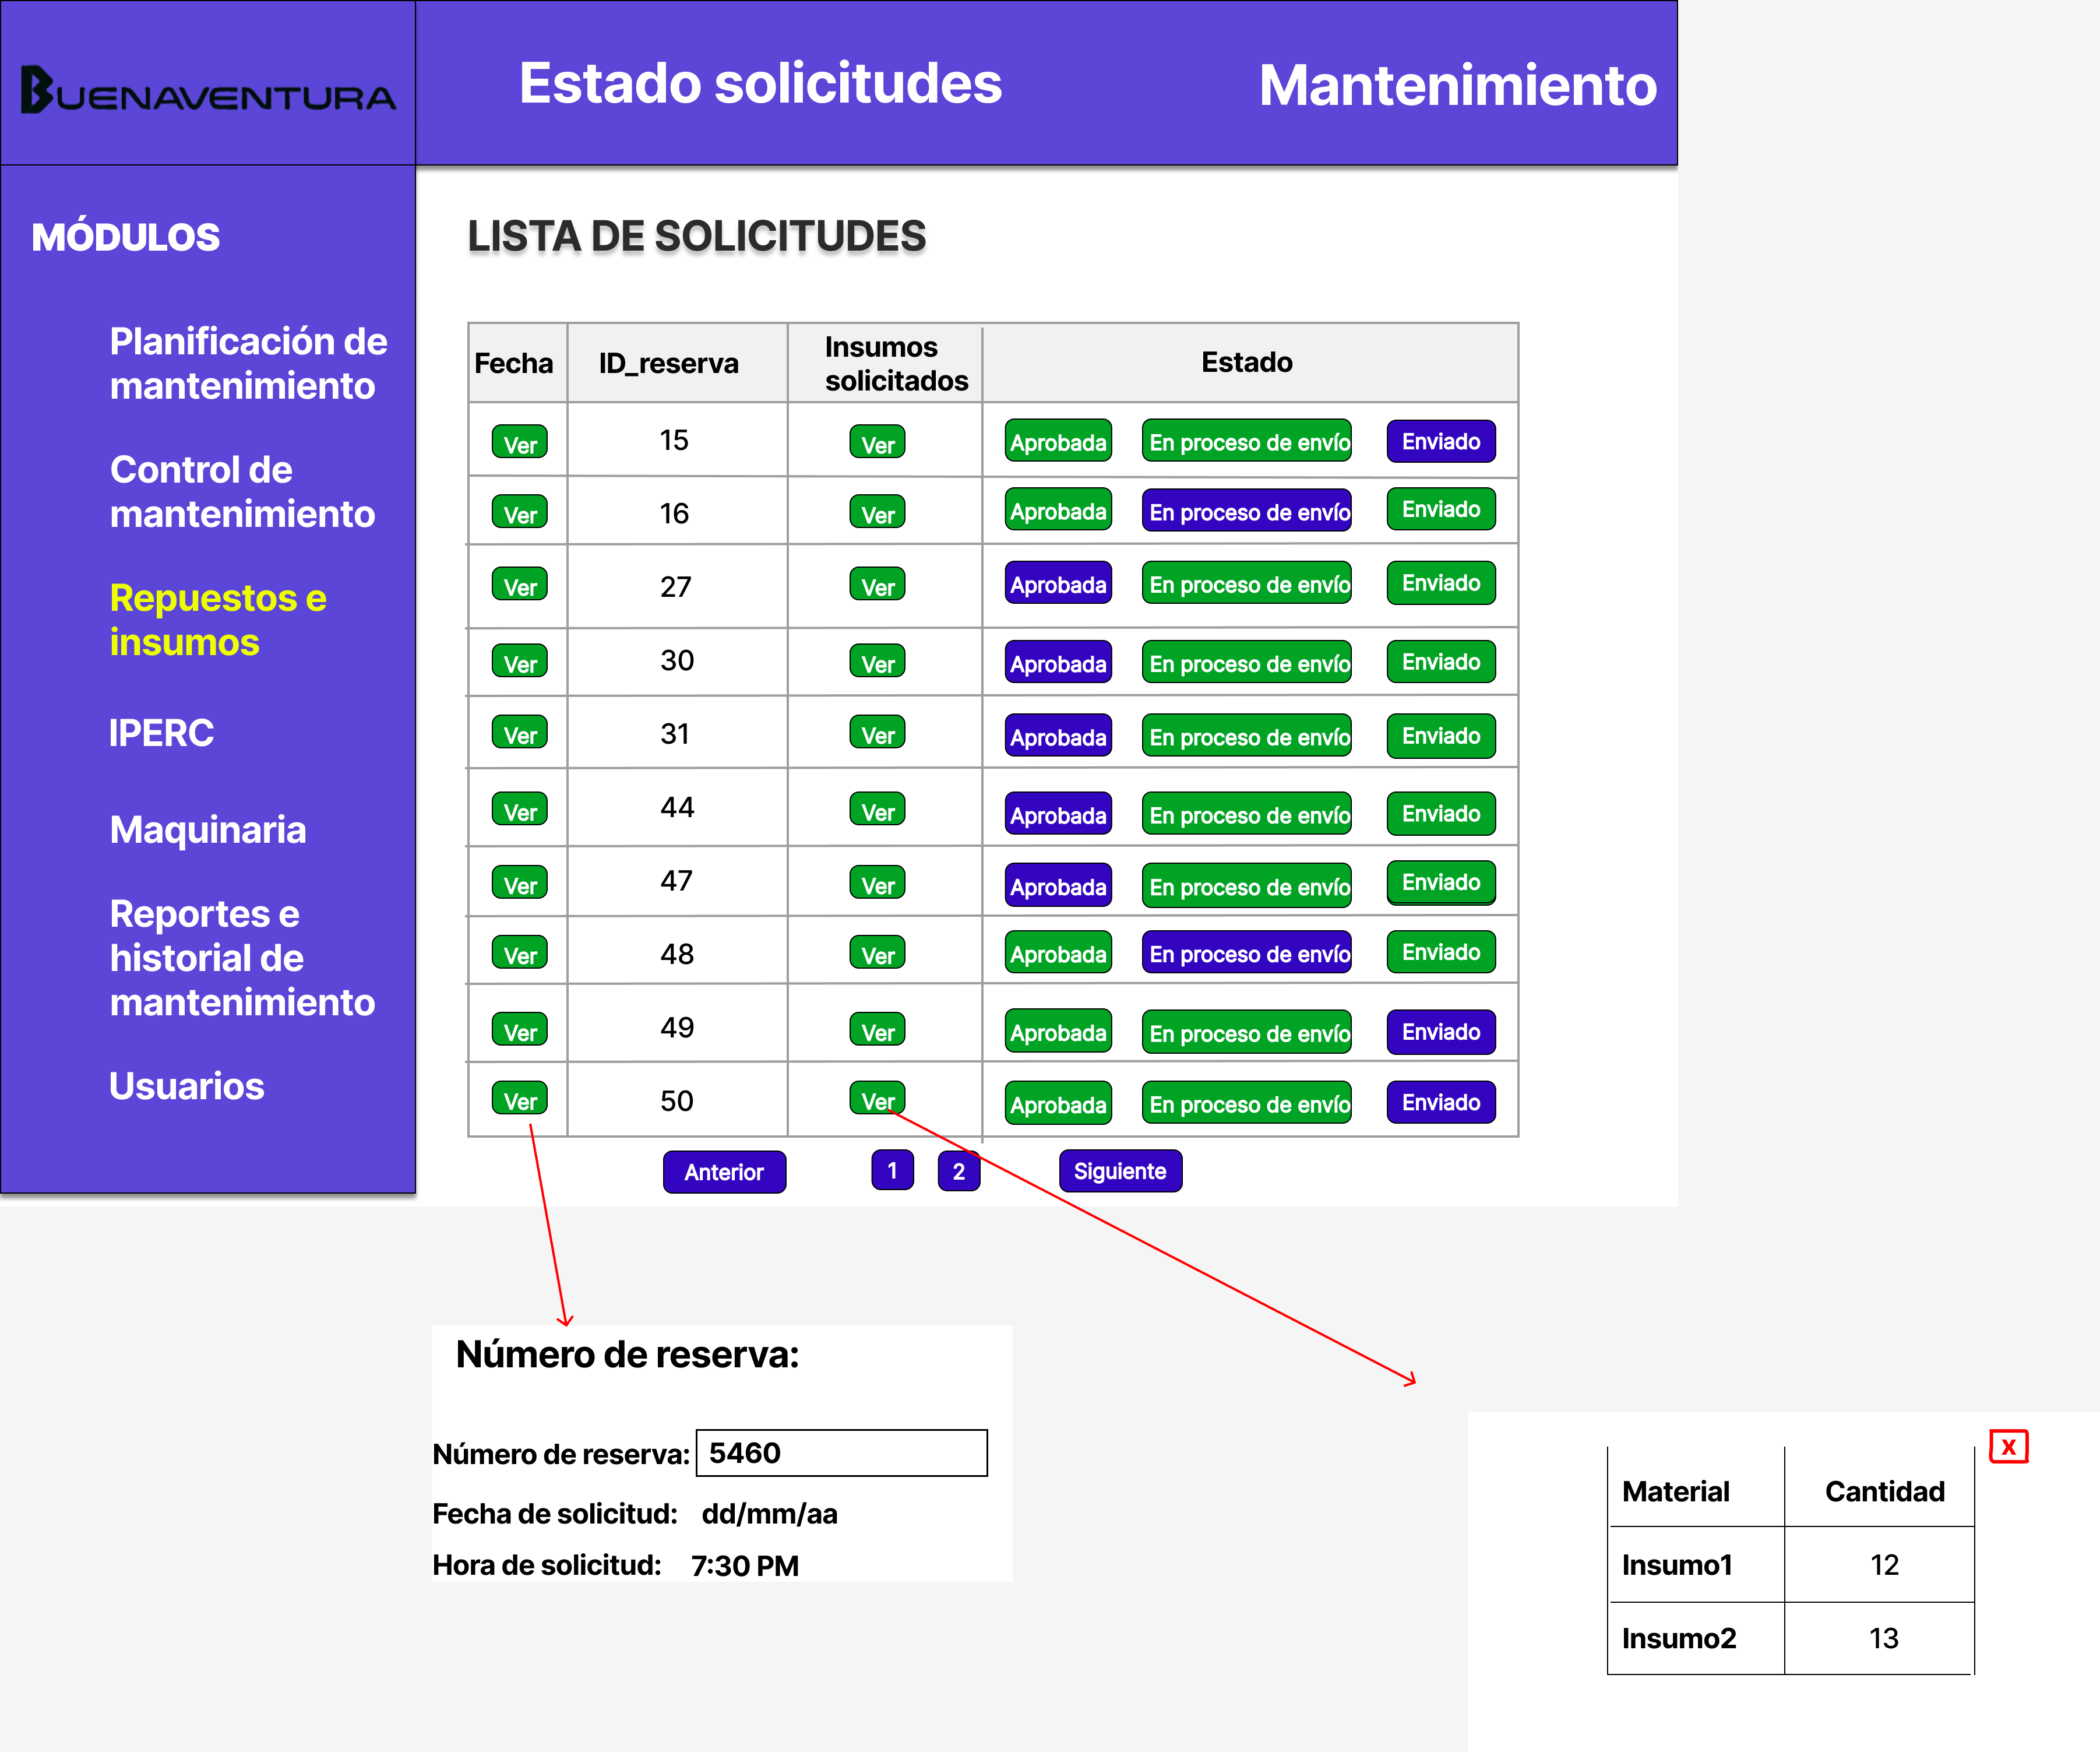 BUENAVENTURA
Estado solicitudes
Mantenimiento
MÓDULOS
Planificación de
mantenimiento
Control de
mantenimiento
Repuestos e
insumos
IPERC
Maquinaria
Reportes e
historial de
mantenimiento
Usuarios
LISTA DE SOLICITUDES
Fecha ID_reserva Insumos solicitados Estado
Ver 15 Ver Aprobada En proceso de envío Enviado
Ver 16 Ver Aprobada En proceso de envío Enviado
Ver 27 Ver Aprobada En proceso de envío Enviado
Ver 30 Ver Aprobada En proceso de envío Enviado
Ver 31 Ver Aprobada En proceso de envío Enviado
Ver 44 Ver Aprobada En proceso de envío Enviado
Ver 47 Ver Aprobada En proceso de envío Enviado
Ver 48 Ver Aprobada En proceso de envío Enviado
Ver 49 Ver Aprobada En proceso de envío Enviado
Ver 50 Ver Aprobada En proceso de envío Enviado
Anterior 1 2 Siguiente
Número de reserva:
Número de reserva: 5460
Fecha de solicitud: dd/mm/aa
Hora de solicitud: 7:30 PM
x
Material Cantidad
Insumo1 12
Insumo2 13